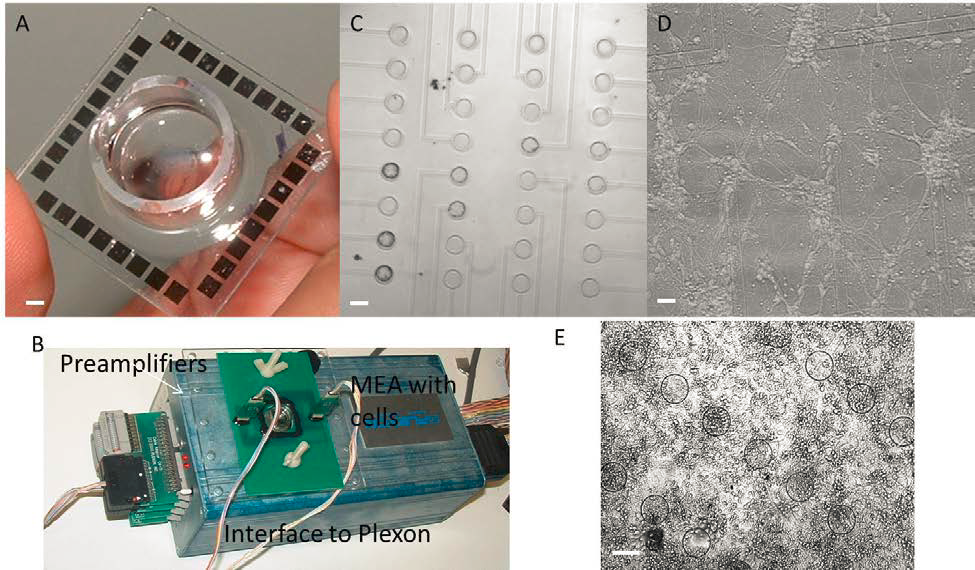 A
C
D
B
Preamplifiers
MEA with
cells
Interface to Plexon
E